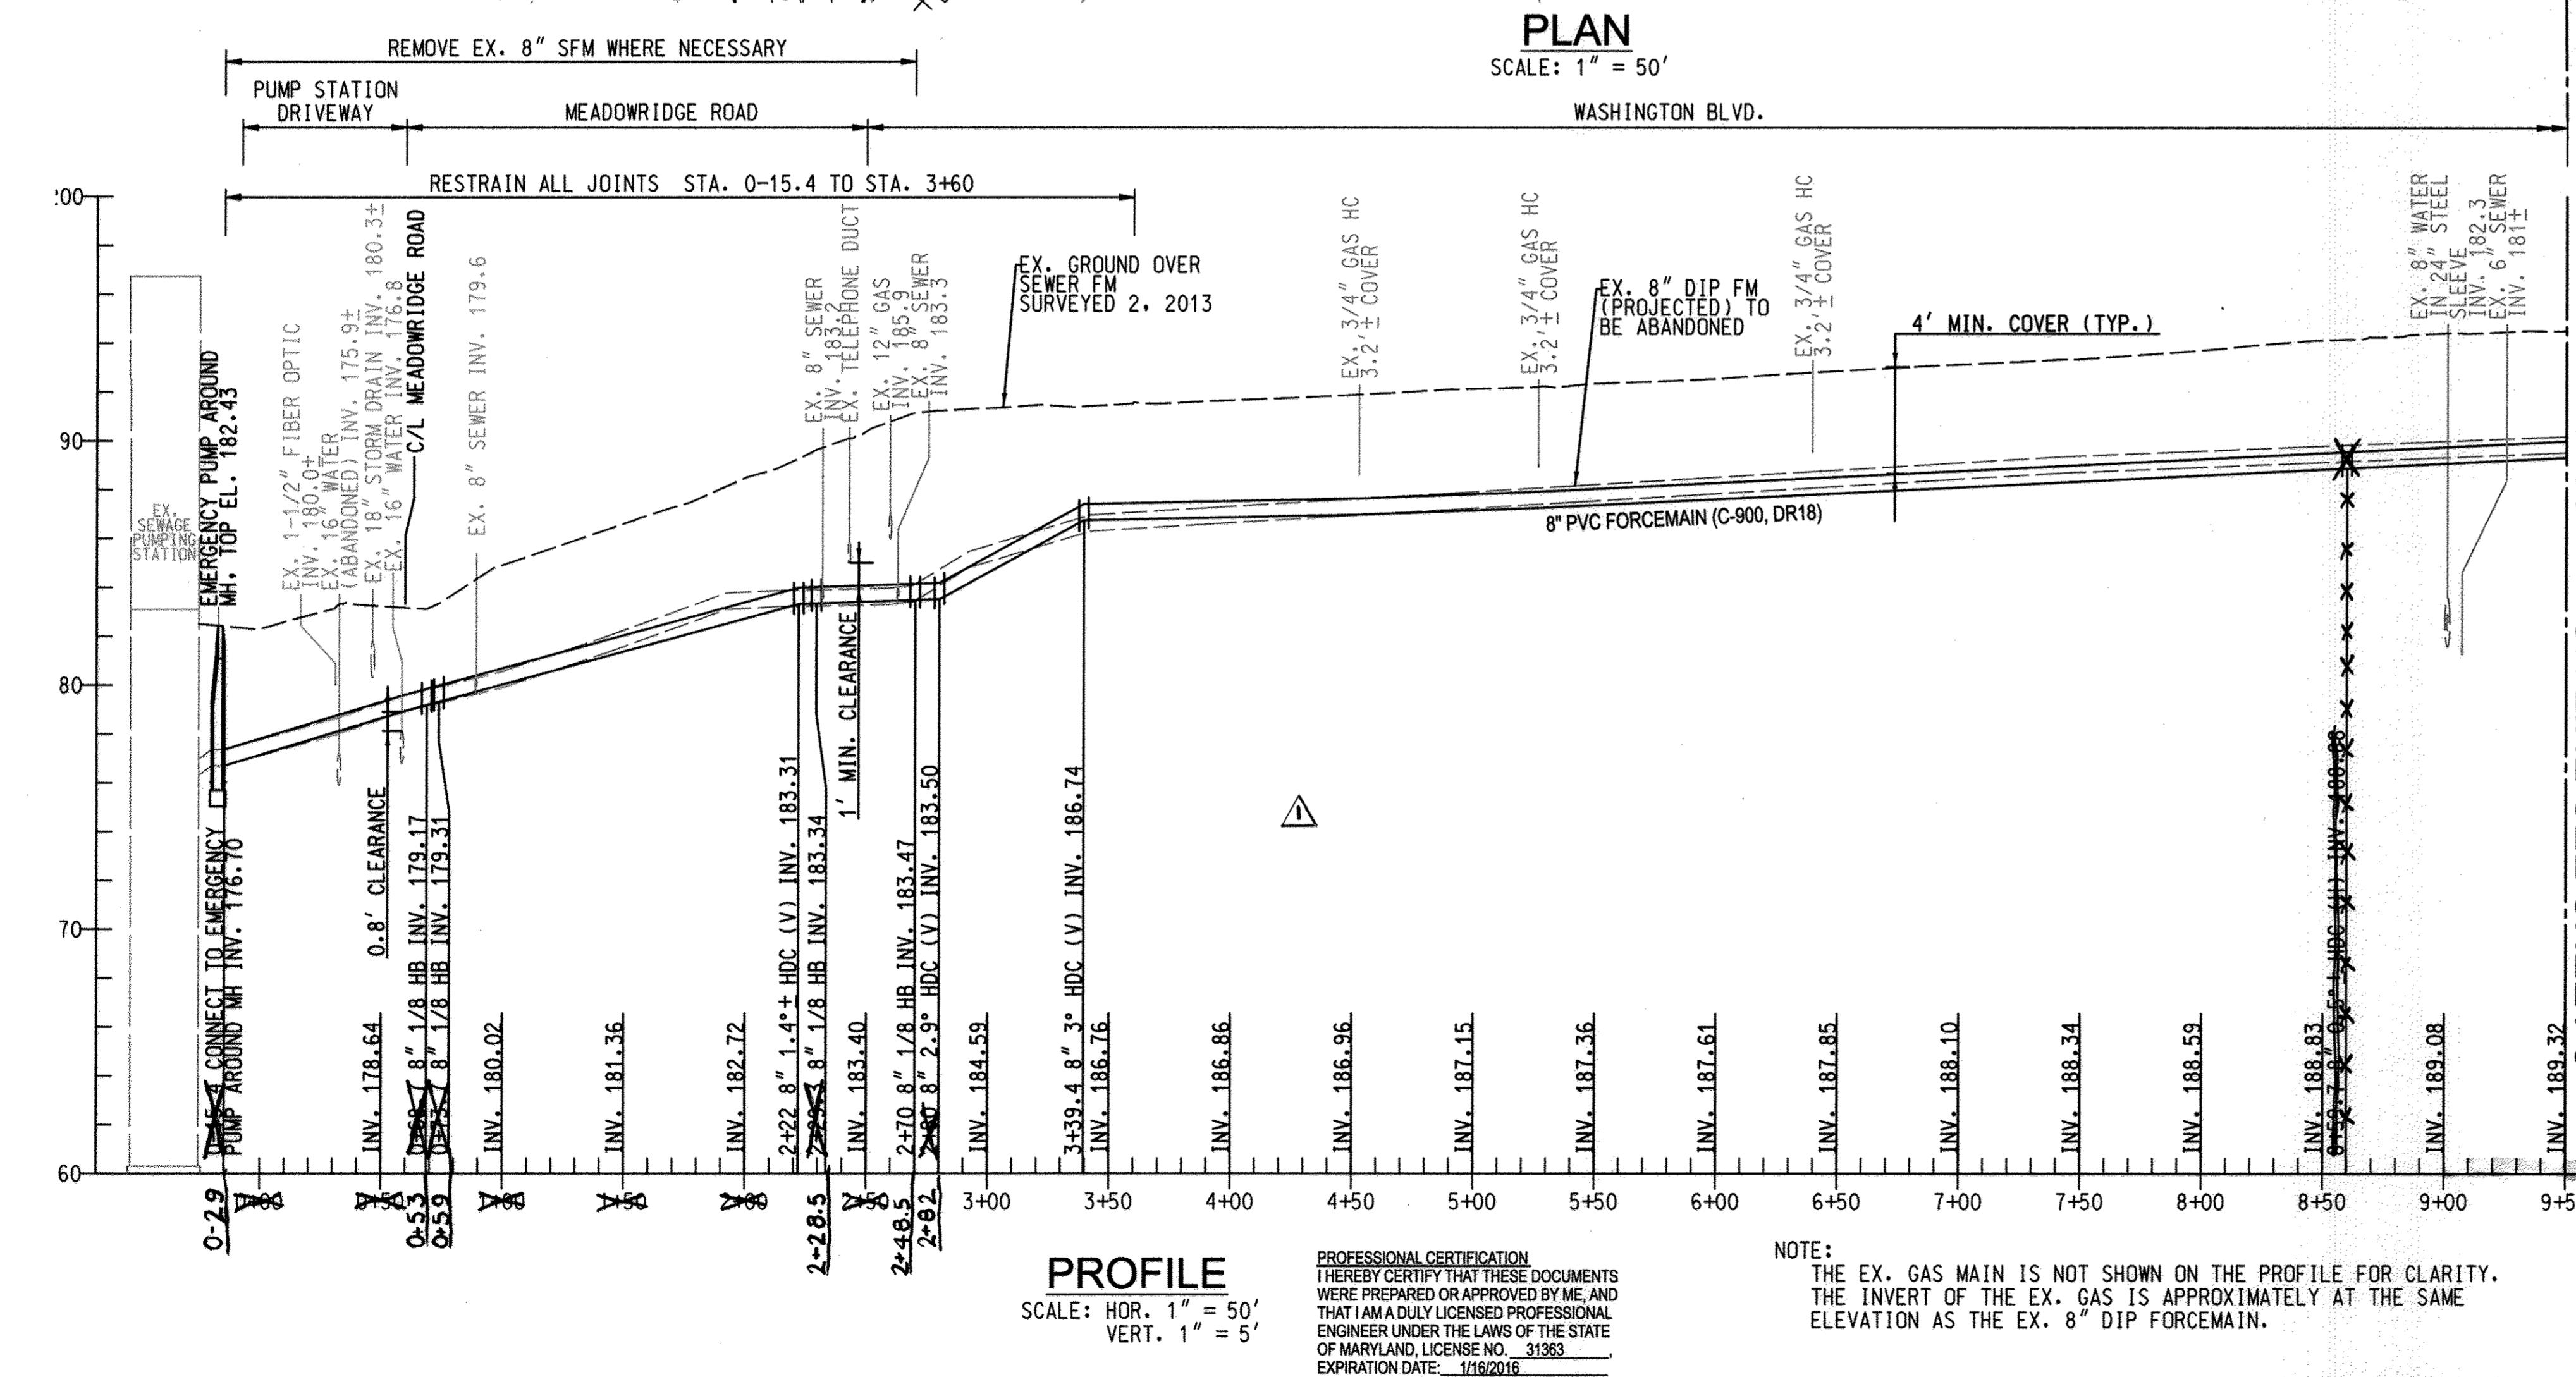 PLAN
SCALE: 1" = 50'
REMOVE EX. 8" SFM WHERE NECESSARY
PUMP STATION
DRIVEWAY
MEADOWRIDGE ROAD
WASHINGTON BLVD.
RESTRAIN ALL JOINTS STA. 0-15.4 TO STA. 3+60
:00
90
80
70
60
EX.
SEWAGE
PUMPING
STATION
EMERGENCY PUMP AROUND
MH. TOP EL. 182.43
EX. 1-1/2" FIBER OPTIC
INV. 180.0±
EX. 16" WATER
(ABANDONED) INV. 175.9±
EX. 18" STORM DRAIN INV. 180.3±
EX. 16" WATER INV. 176.8
C/L MEADOWRIDGE ROAD
EX. 8" SEWER INV. 179.6
EX. 8" SEWER
INV. 183.2
EX. TELEPHONE DUCT
EX. 12" GAS
INV. 185.9
EX. 8" SEWER
INV. 183.3
EX. GROUND OVER
SEWER FM
SURVEYED 2, 2013
EX. 3/4" GAS HC
3.2'± COVER
EX. 3/4" GAS HC
3.2'± COVER
EX. 8" DIP FM
(PROJECTED) TO
BE ABANDONED
EX. 3/4" GAS HC
3.2'± COVER
4' MIN. COVER (TYP.)
EX. 8" WATER
IN 24" STEEL
SLEEVE
INV. 182.3
EX. 6" SEWER
INV. 181±
8" PVC FORCEMAIN (C-900, DR18)
0-15.4 CONNECT TO EMERGENCY
PUMP AROUND MH INV. 176.70
0.8' CLEARANCE
INV. 178.64
8" 1/8 HB INV. 179.17
8" 1/8 HB INV. 179.31
INV. 180.02
INV. 181.36
INV. 182.72
2+22 8" 1.4°± HDC (V) INV. 183.31
8" 1/8 HB INV. 183.34
1' MIN. CLEARANCE
INV. 183.40
2+70 8" 1/8 HB INV. 183.47
2+80 8" 2.9° HDC (V) INV. 183.50
INV. 184.59
3+39.4 8" 3° HDC (V) INV. 186.74
INV. 186.76
INV. 186.86
INV. 186.96
INV. 187.15
INV. 187.36
INV. 187.61
INV. 187.85
INV. 188.10
INV. 188.34
INV. 188.59
INV. 188.83
INV. 189.08
INV. 189.32
1
0-29
0+53
0+59
2+28.5
2+48.5
2+82
3+00
3+50
4+00
4+50
5+00
5+50
6+00
6+50
7+00
7+50
8+00
8+50
9+00
9+5
PROFILE
SCALE: HOR. 1" = 50'
VERT. 1" = 5'
PROFESSIONAL CERTIFICATION
I HEREBY CERTIFY THAT THESE DOCUMENTS
WERE PREPARED OR APPROVED BY ME, AND
THAT I AM A DULY LICENSED PROFESSIONAL
ENGINEER UNDER THE LAWS OF THE STATE
OF MARYLAND, LICENSE NO. 31363,
EXPIRATION DATE: 1/16/2016
NOTE:
THE EX. GAS MAIN IS NOT SHOWN ON THE PROFILE FOR CLARITY.
THE INVERT OF THE EX. GAS IS APPROXIMATELY AT THE SAME
ELEVATION AS THE EX. 8" DIP FORCEMAIN.